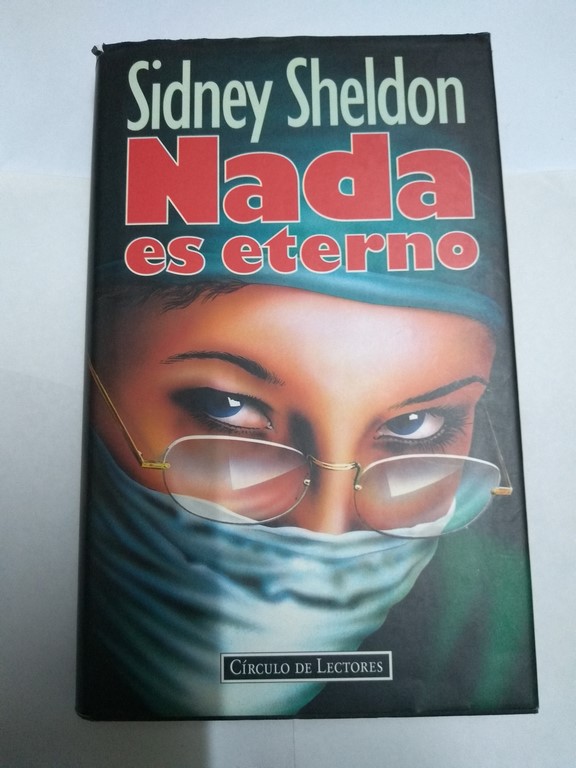 Sidney Sheldon
Nada
es eterno
CÍRCULO DE LECTORES